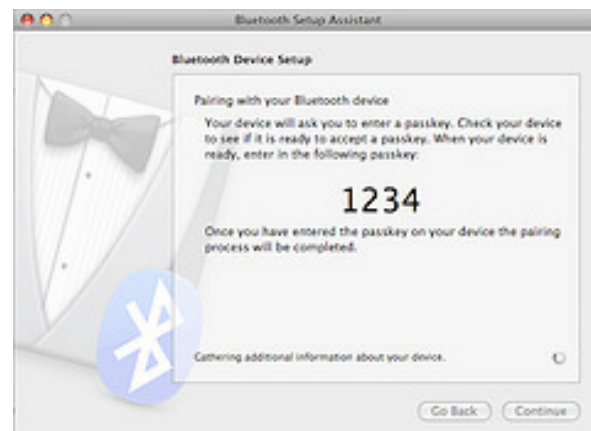 Bluetooth Setup Assistant
Bluetooth Device Setup
Pairing with your Bluetooth device
Your device will ask you to enter a passkey. Check your device
to see if it is ready to accept a passkey. When your device is
ready, enter in the following passkey:
1234
Once you have entered the passkey on your device the pairing
process will be completed.
Gathering additional information about your device.
Go Back
Continue